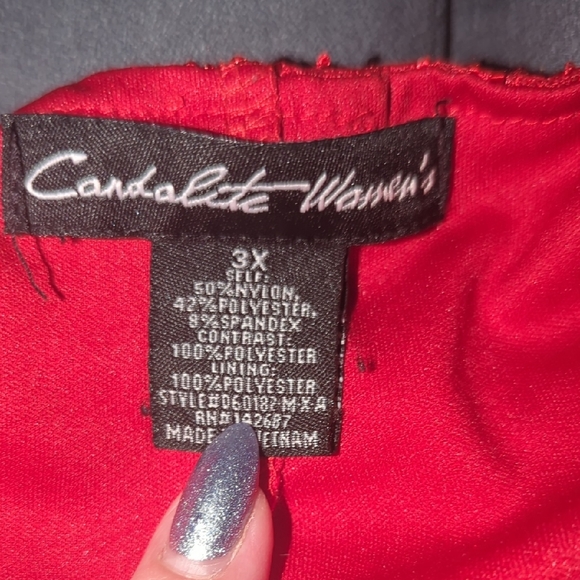 Candalite Women's
3X
SELF:
50%NYLON,
42%POLYESTER,
8%SPANDEX
CONTRAST:
100%POLYESTER
LINING:
100%POLYESTER
STYLE#D60187-M-X-A
RN#142687
MADE VIETNAM